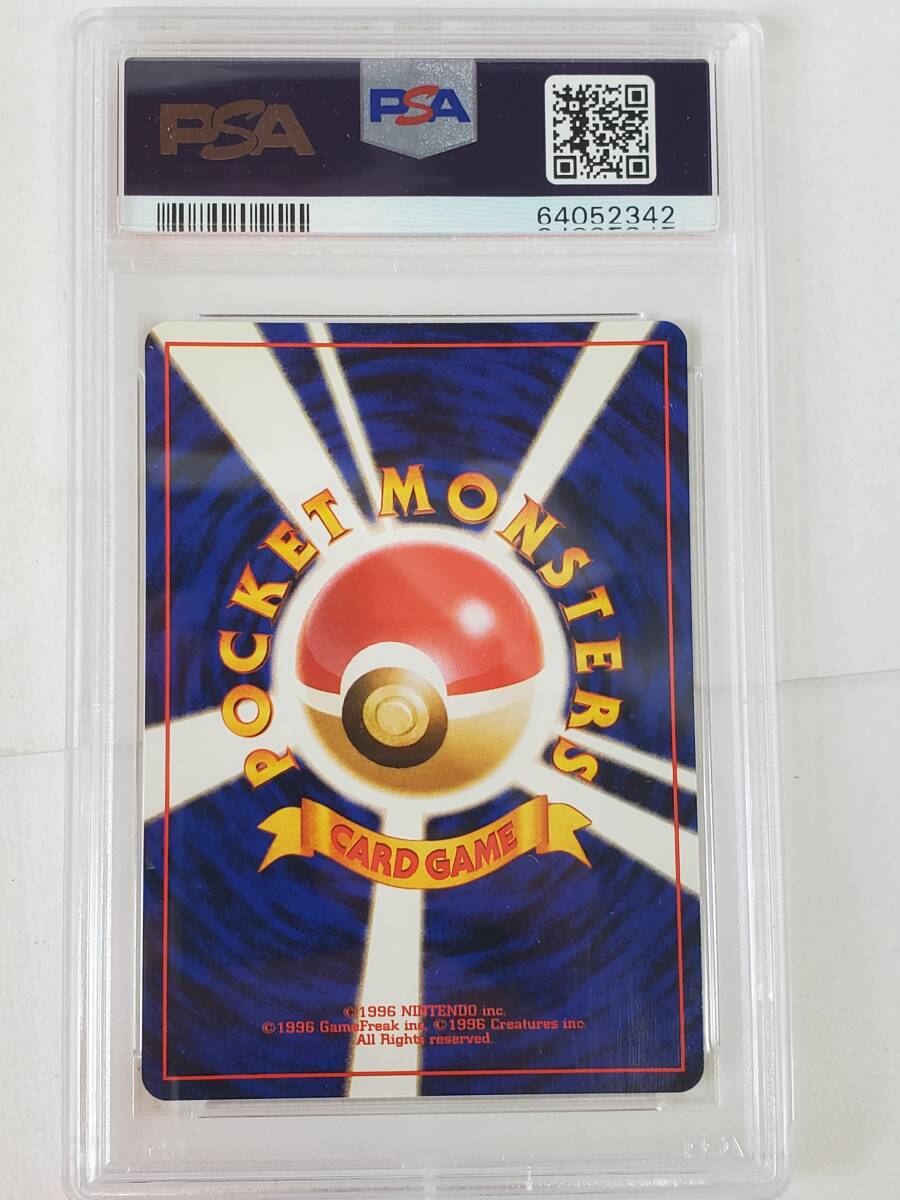 PSA
PSA
64052342
POCKET MONSTERS
CARD GAME
©1996 NINTENDO inc.
©1996 GameFreak inc. ©1996 Creatures inc.
All Rights reserved.
PSA